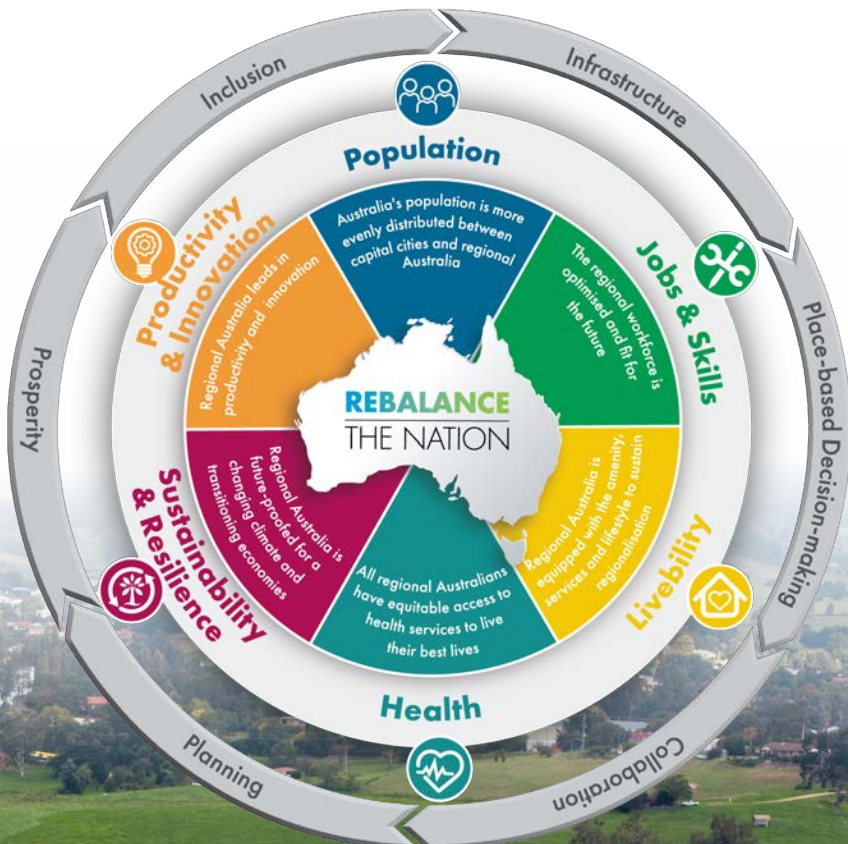 Inclusion
Infrastructure
Place-based Decision-making
Collaboration
Planning
Prosperity
Population
Australia's population is more
evenly distributed between
capital cities and regional
Australia
Jobs & Skills
The regional workforce is
optimised and fit for
the future
Livebility
Regional Australia is
equipped with the amenity,
services and lifestyle to sustain
regionalisation
Health
All regional Australians
have equitable access to
health services to live
their best lives
Sustainability
& Resilience
Regional Australia is
future-proofed for a
changing climate and
transitioning economies
Productivity
& Innovation
Regional Australia leads in
productivity and innovation
REBALANCE
THE NATION